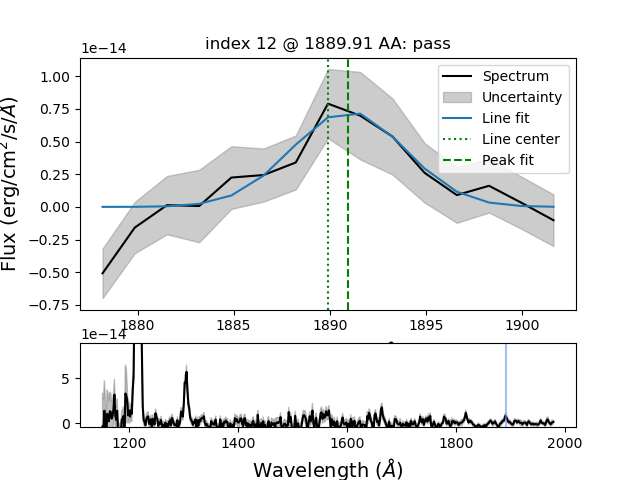 index 12 @ 1889.91 AA: pass
1e−14
1.00
0.75
0.50
0.25
0.00
−0.25
−0.50
−0.75
Flux (erg/cm²/s/Å)
Spectrum
Uncertainty
Line fit
Line center
Peak fit
1880
1885
1890
1895
1900
1e−14
5
0
1200
1400
1600
1800
2000
Wavelength (Å)